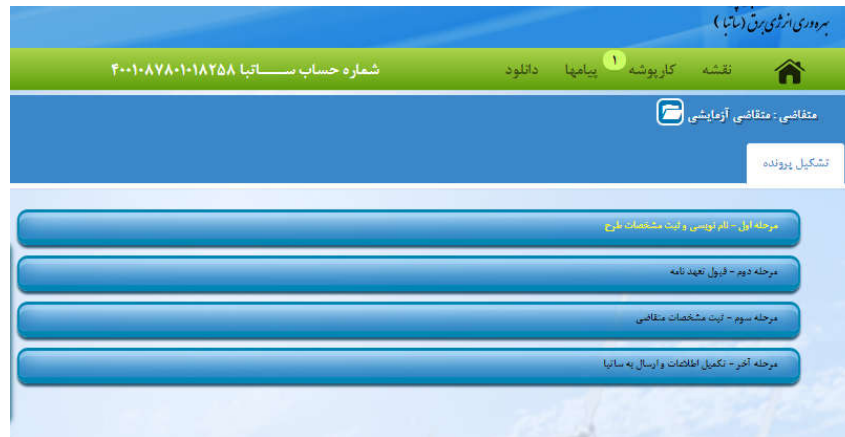 بهره‌وری انرژی برق (ساتبا)
نقشه کارپوشه ۱ پیامها دانلود شماره حساب ســـــاتبا ۴۰۰۱۰۸۷۸۰۱۰۱۸۲۵۸
متقاضی : متقاضی آزمایشی
تشکیل پرونده
مرحله اول - نام نویسی و ثبت مشخصات طرح
مرحله دوم - قبول تعهد نامه
مرحله سوم - ثبت مشخصات متقاضی
مرحله آخر - تکمیل اطلاعات و ارسال به ساتبا